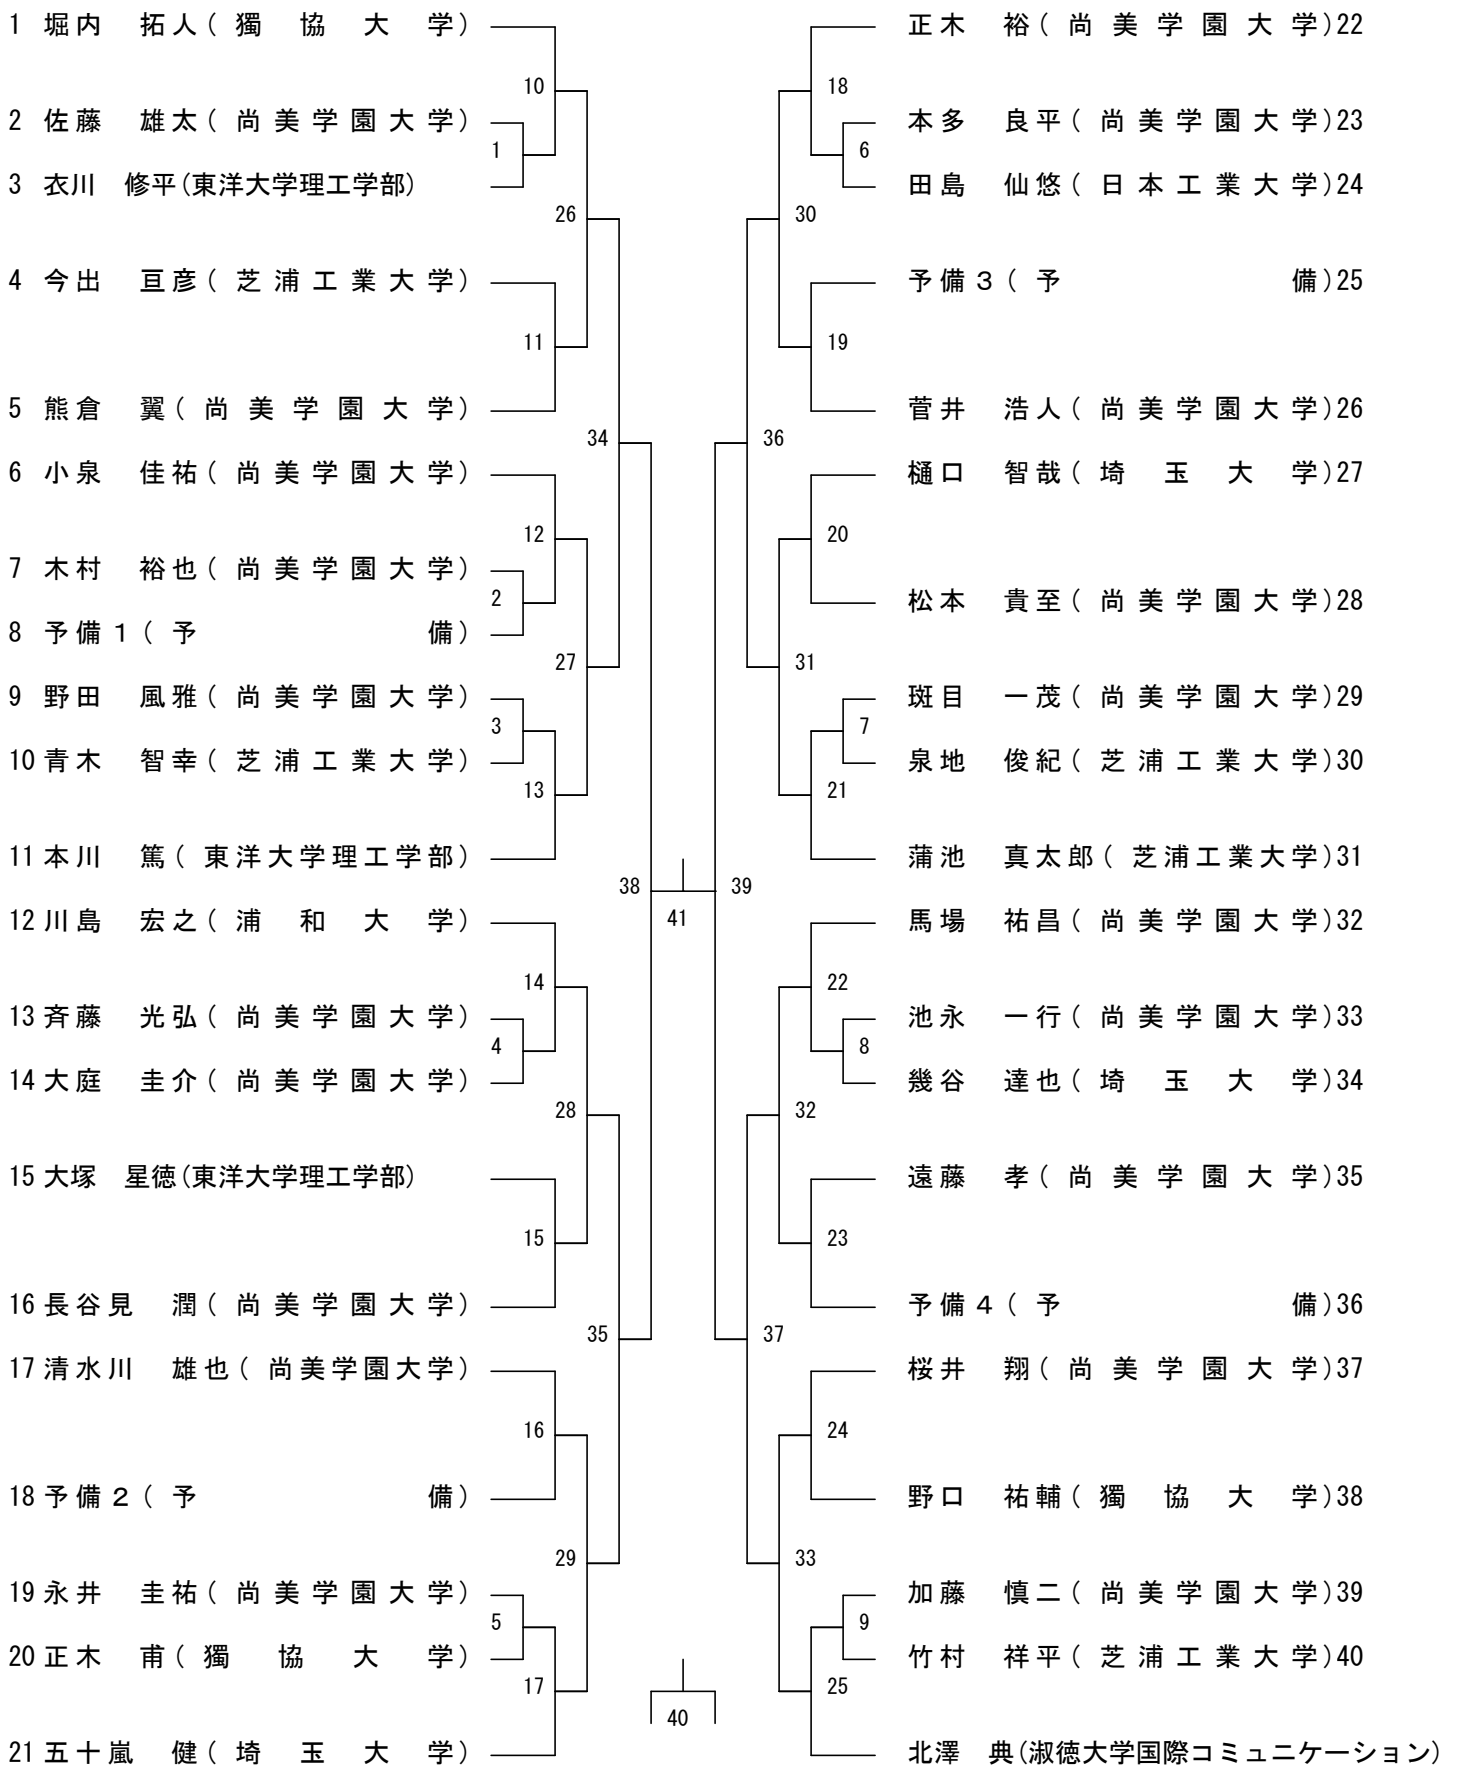 1 堀内 拓人(獨協大学)
10
2 佐藤 雄太(尚美学園大学)
1
3 衣川 修平(東洋大学理工学部)
26
4 今出 亘彦(芝浦工業大学)
11
5 熊倉 翼(尚美学園大学)
34
6 小泉 佳祐(尚美学園大学)
12
7 木村 裕也(尚美学園大学)
2
8 予備1(予備)
27
9 野田 風雅(尚美学園大学)
3
10 青木 智幸(芝浦工業大学)
13
11 本川 篤(東洋大学理工学部)
38
12 川島 宏之(浦和大学)
14
13 斉藤 光弘(尚美学園大学)
4
14 大庭 圭介(尚美学園大学)
28
15 大塚 星徳(東洋大学理工学部)
15
16 長谷見 潤(尚美学園大学)
35
17 清水川 雄也(尚美学園大学)
16
18 予備2(予備)
29
19 永井 圭祐(尚美学園大学)
5
20 正木 甫(獨協大学)
17
21 五十嵐 健(埼玉大学)
41
40
正木 裕(尚美学園大学)22
18
本多 良平(尚美学園大学)23
6
田島 仙悠(日本工業大学)24
30
予備3(予備)25
19
菅井 浩人(尚美学園大学)26
36
樋口 智哉(埼玉大学)27
20
松本 貴至(尚美学園大学)28
31
斑目 一茂(尚美学園大学)29
7
泉地 俊紀(芝浦工業大学)30
21
蒲池 真太郎(芝浦工業大学)31
39
馬場 祐昌(尚美学園大学)32
22
池永 一行(尚美学園大学)33
8
幾谷 達也(埼玉大学)34
32
遠藤 孝(尚美学園大学)35
23
予備4(予備)36
37
桜井 翔(尚美学園大学)37
24
野口 祐輔(獨協大学)38
33
加藤 慎二(尚美学園大学)39
9
竹村 祥平(芝浦工業大学)40
25
北澤 典(淑徳大学国際コミュニケーション)